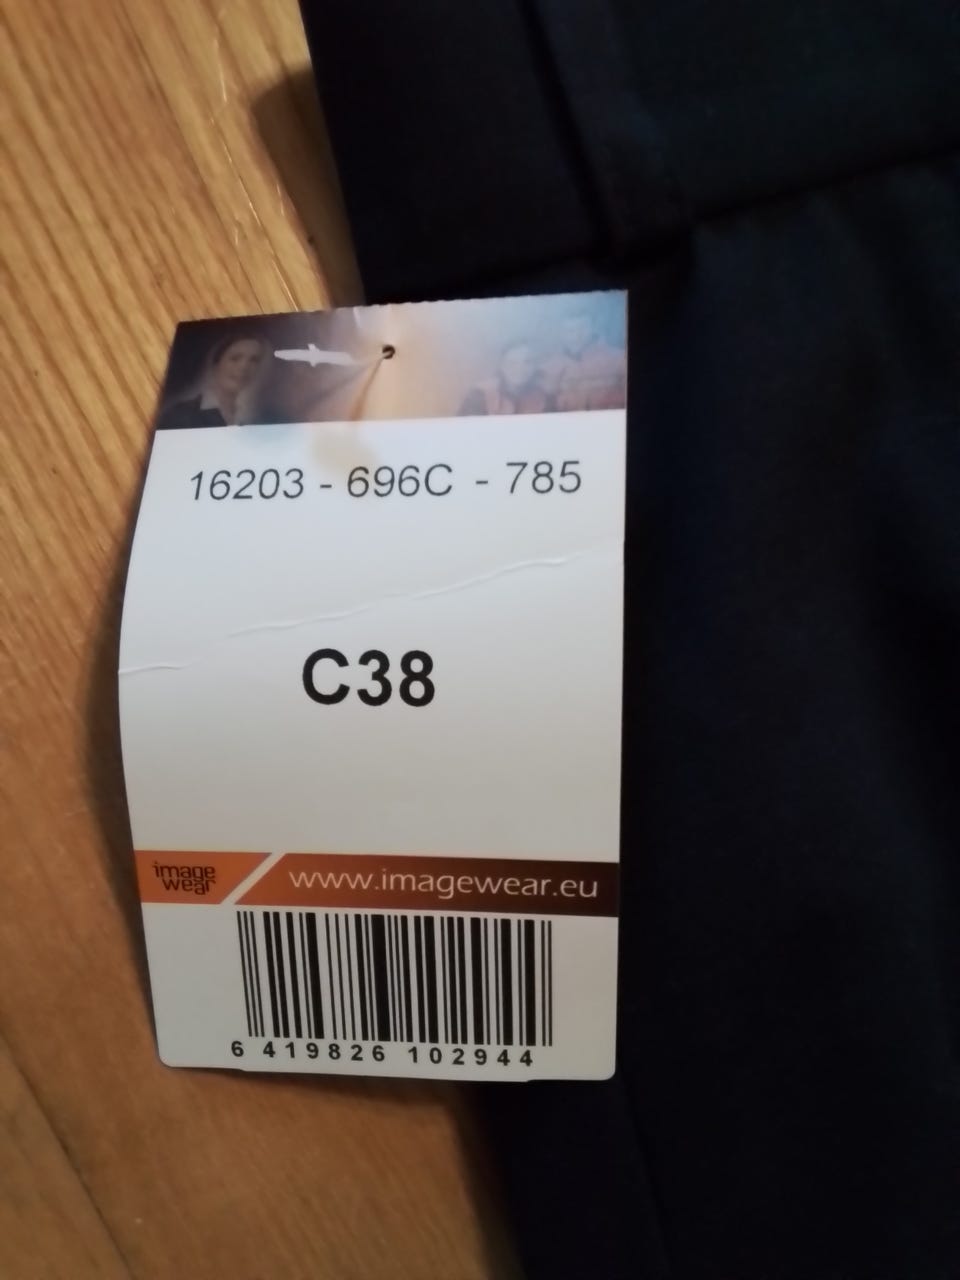 16203 - 696C - 785
C38
image
wear
www.imagewear.eu
6 419826 102944